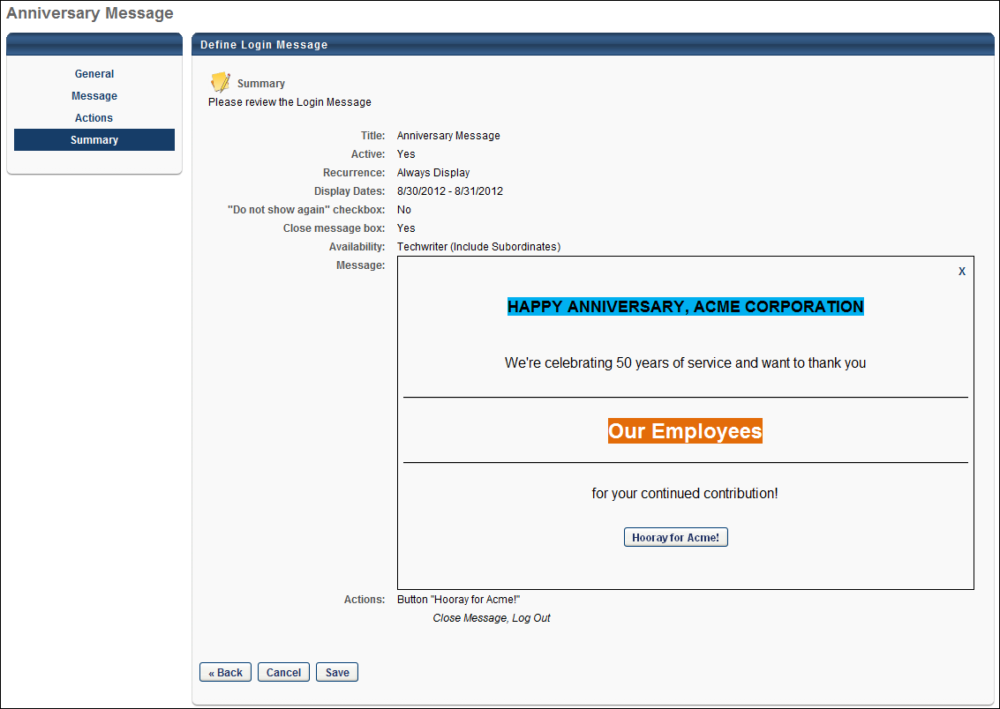 Anniversary Message
General
Message
Actions
Summary
Define Login Message
Summary
Please review the Login Message
Title: Anniversary Message
Active: Yes
Recurrence: Always Display
Display Dates: 8/30/2012 - 8/31/2012
"Do not show again" checkbox: No
Close message box: Yes
Availability: Techwriter (Include Subordinates)
Message:
X
HAPPY ANNIVERSARY, ACME CORPORATION
We're celebrating 50 years of service and want to thank you
Our Employees
for your continued contribution!
Hooray for Acme!
Actions: Button "Hooray for Acme!"
Close Message, Log Out
« Back Cancel Save